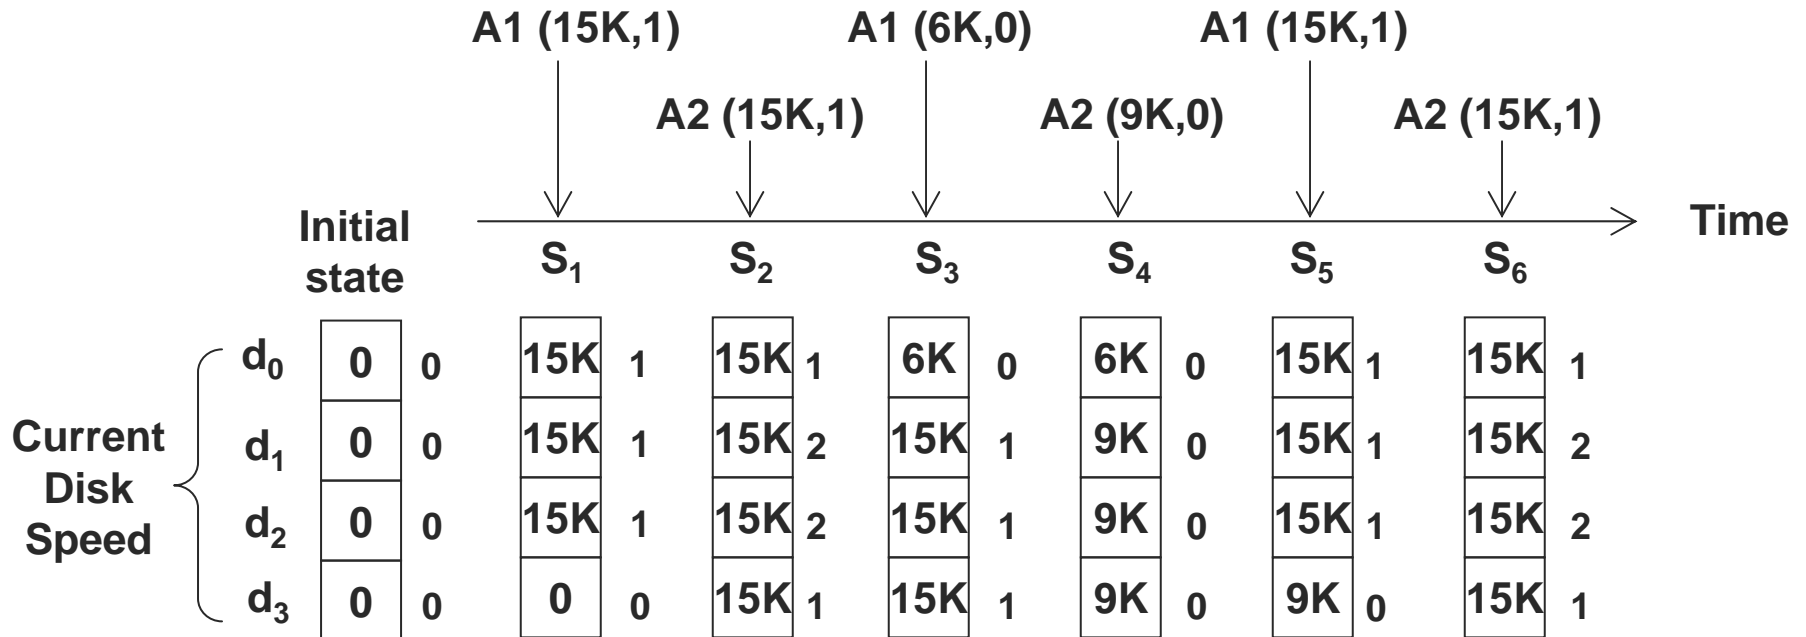 A1 (15K,1) A1 (6K,0) A1 (15K,1)
A2 (15K,1) A2 (9K,0) A2 (15K,1)
Time
Initial
state
S₁ S₂ S₃ S₄ S₅ S₆
Current
Disk
Speed
d₀ 0 0 15K 1 15K 1 6K 0 6K 0 15K 1 15K 1
d₁ 0 0 15K 1 15K 2 15K 1 9K 0 15K 1 15K 2
d₂ 0 0 15K 1 15K 2 15K 1 9K 0 15K 1 15K 2
d₃ 0 0 0 0 15K 1 15K 1 9K 0 9K 0 15K 1